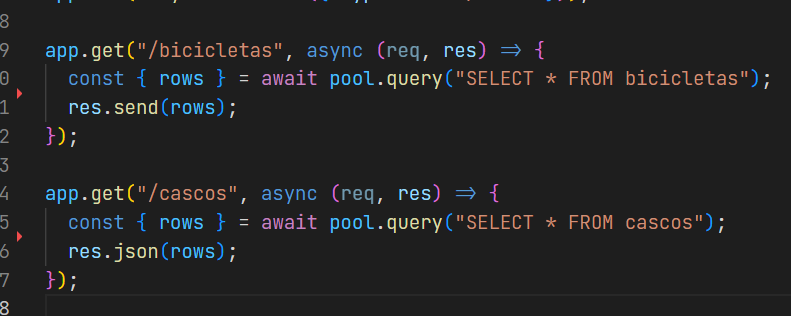 8
9 app.get("/bicicletas", async (req, res) => {
0 const { rows } = await pool.query("SELECT * FROM bicicletas");
1 res.send(rows);
2 });
3
4 app.get("/cascos", async (req, res) => {
5 const { rows } = await pool.query("SELECT * FROM cascos");
6 res.json(rows);
7 });
8